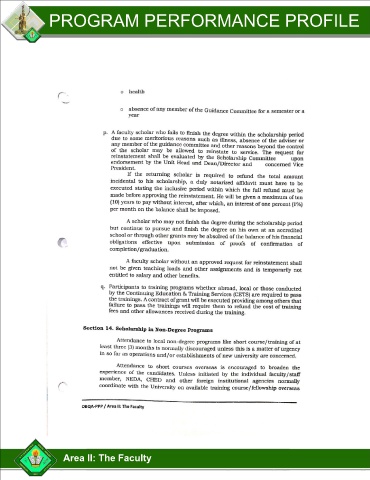 PROGRAM PERFORMANCE PROFILE
o health
o absence of any member of the Guidance Committee for a semester or a
year
p. A faculty scholar who fails to finish the degree within the scholarship period
due to some meritorious reasons such as illness, absence of the adviser or
any member of the guidance committee and other reasons beyond the control
of the scholar may be allowed to reinstate to service. The request for
reinstatement shall be evaluated by the Scholarship Committee upon
endorsement by the Unit Head and Dean/Director and concerned Vice
President.
If the returning scholar is required to refund the total amount
incidental to his scholarship, a duly notarized affidavit must have to be
executed stating the inclusive period within which the full refund must be
made before approving the reinstatement. He will be given a maximum of ten
(10) years to pay without interest, after which, an interest of one percent (1%)
per month on the balance shall be imposed.
A scholar who may not finish the degree during the scholarship period
but continue to pursue and finish the degree on his own at an accredited
school or through other grants may be absolved of the balance of his financial
obligations effective upon submission of proofs of confirmation of
completion/graduation.
A faculty scholar without an approved request for reinstatement shall
not be given teaching loads and other assignments and is temporarily not
entitled to salary and other benefits.
q. Participants to training programs whether abroad, local or those conducted
by the Continuing Education & Training Services (CETS) are required to pass
the trainings. A contract of grant will be executed providing among others that
failure to pass the trainings will require them to refund the cost of training
fees and other allowances received during the training.
Section 14. Scholarship in Non-Degree Programs
Attendance in local non-degree programs like short course/training of at
least three (3) months is normally discouraged unless this is a matter of urgency
in so far as operations and/or establishments of new university are concerned.
Attendance to short courses overseas is encouraged to broaden the
experience of the candidates. Unless initiated by the individual faculty/staff
member, NEDA, CHED and other foreign institutional agencies normally
coordinate with the University on available training course/fellowship overseas
OBQA-PPP / Area II: The Faculty
Area II: The Faculty